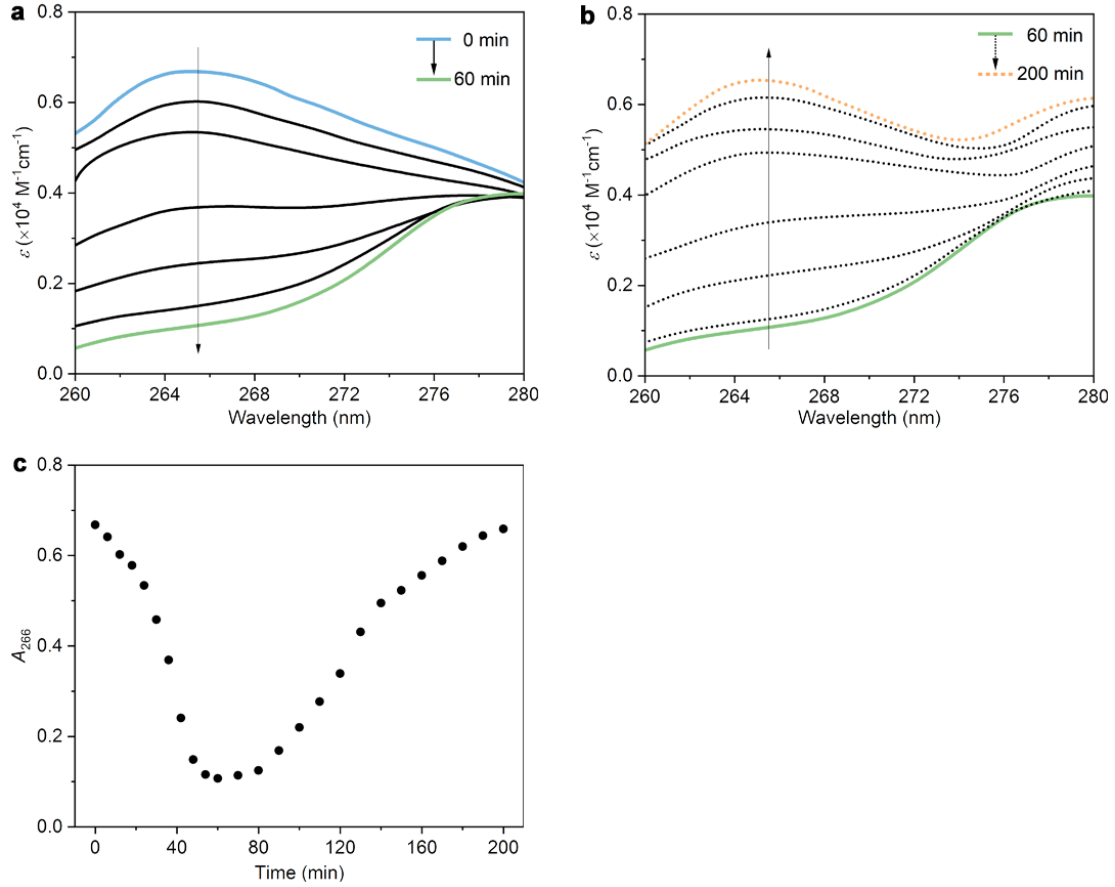 a
0 min
60 min
0.8
0.6
0.4
0.2
0.0
ε (×10⁴ M⁻¹cm⁻¹)
260 264 268 272 276 280
Wavelength (nm)
b
60 min
200 min
0.8
0.6
0.4
0.2
0.0
ε (×10⁴ M⁻¹cm⁻¹)
260 264 268 272 276 280
Wavelength (nm)
c
0.8
0.6
0.4
0.2
0.0
A₂₆₆
0 40 80 120 160 200
Time (min)